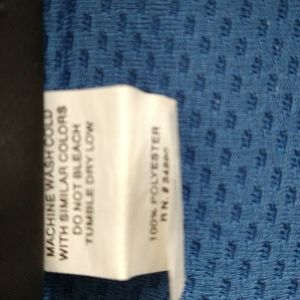 MACHINE WASH COLD
WITH SIMILAR COLORS
DO NOT BLEACH
TUMBLE DRY LOW
100% POLYESTER
R N. #